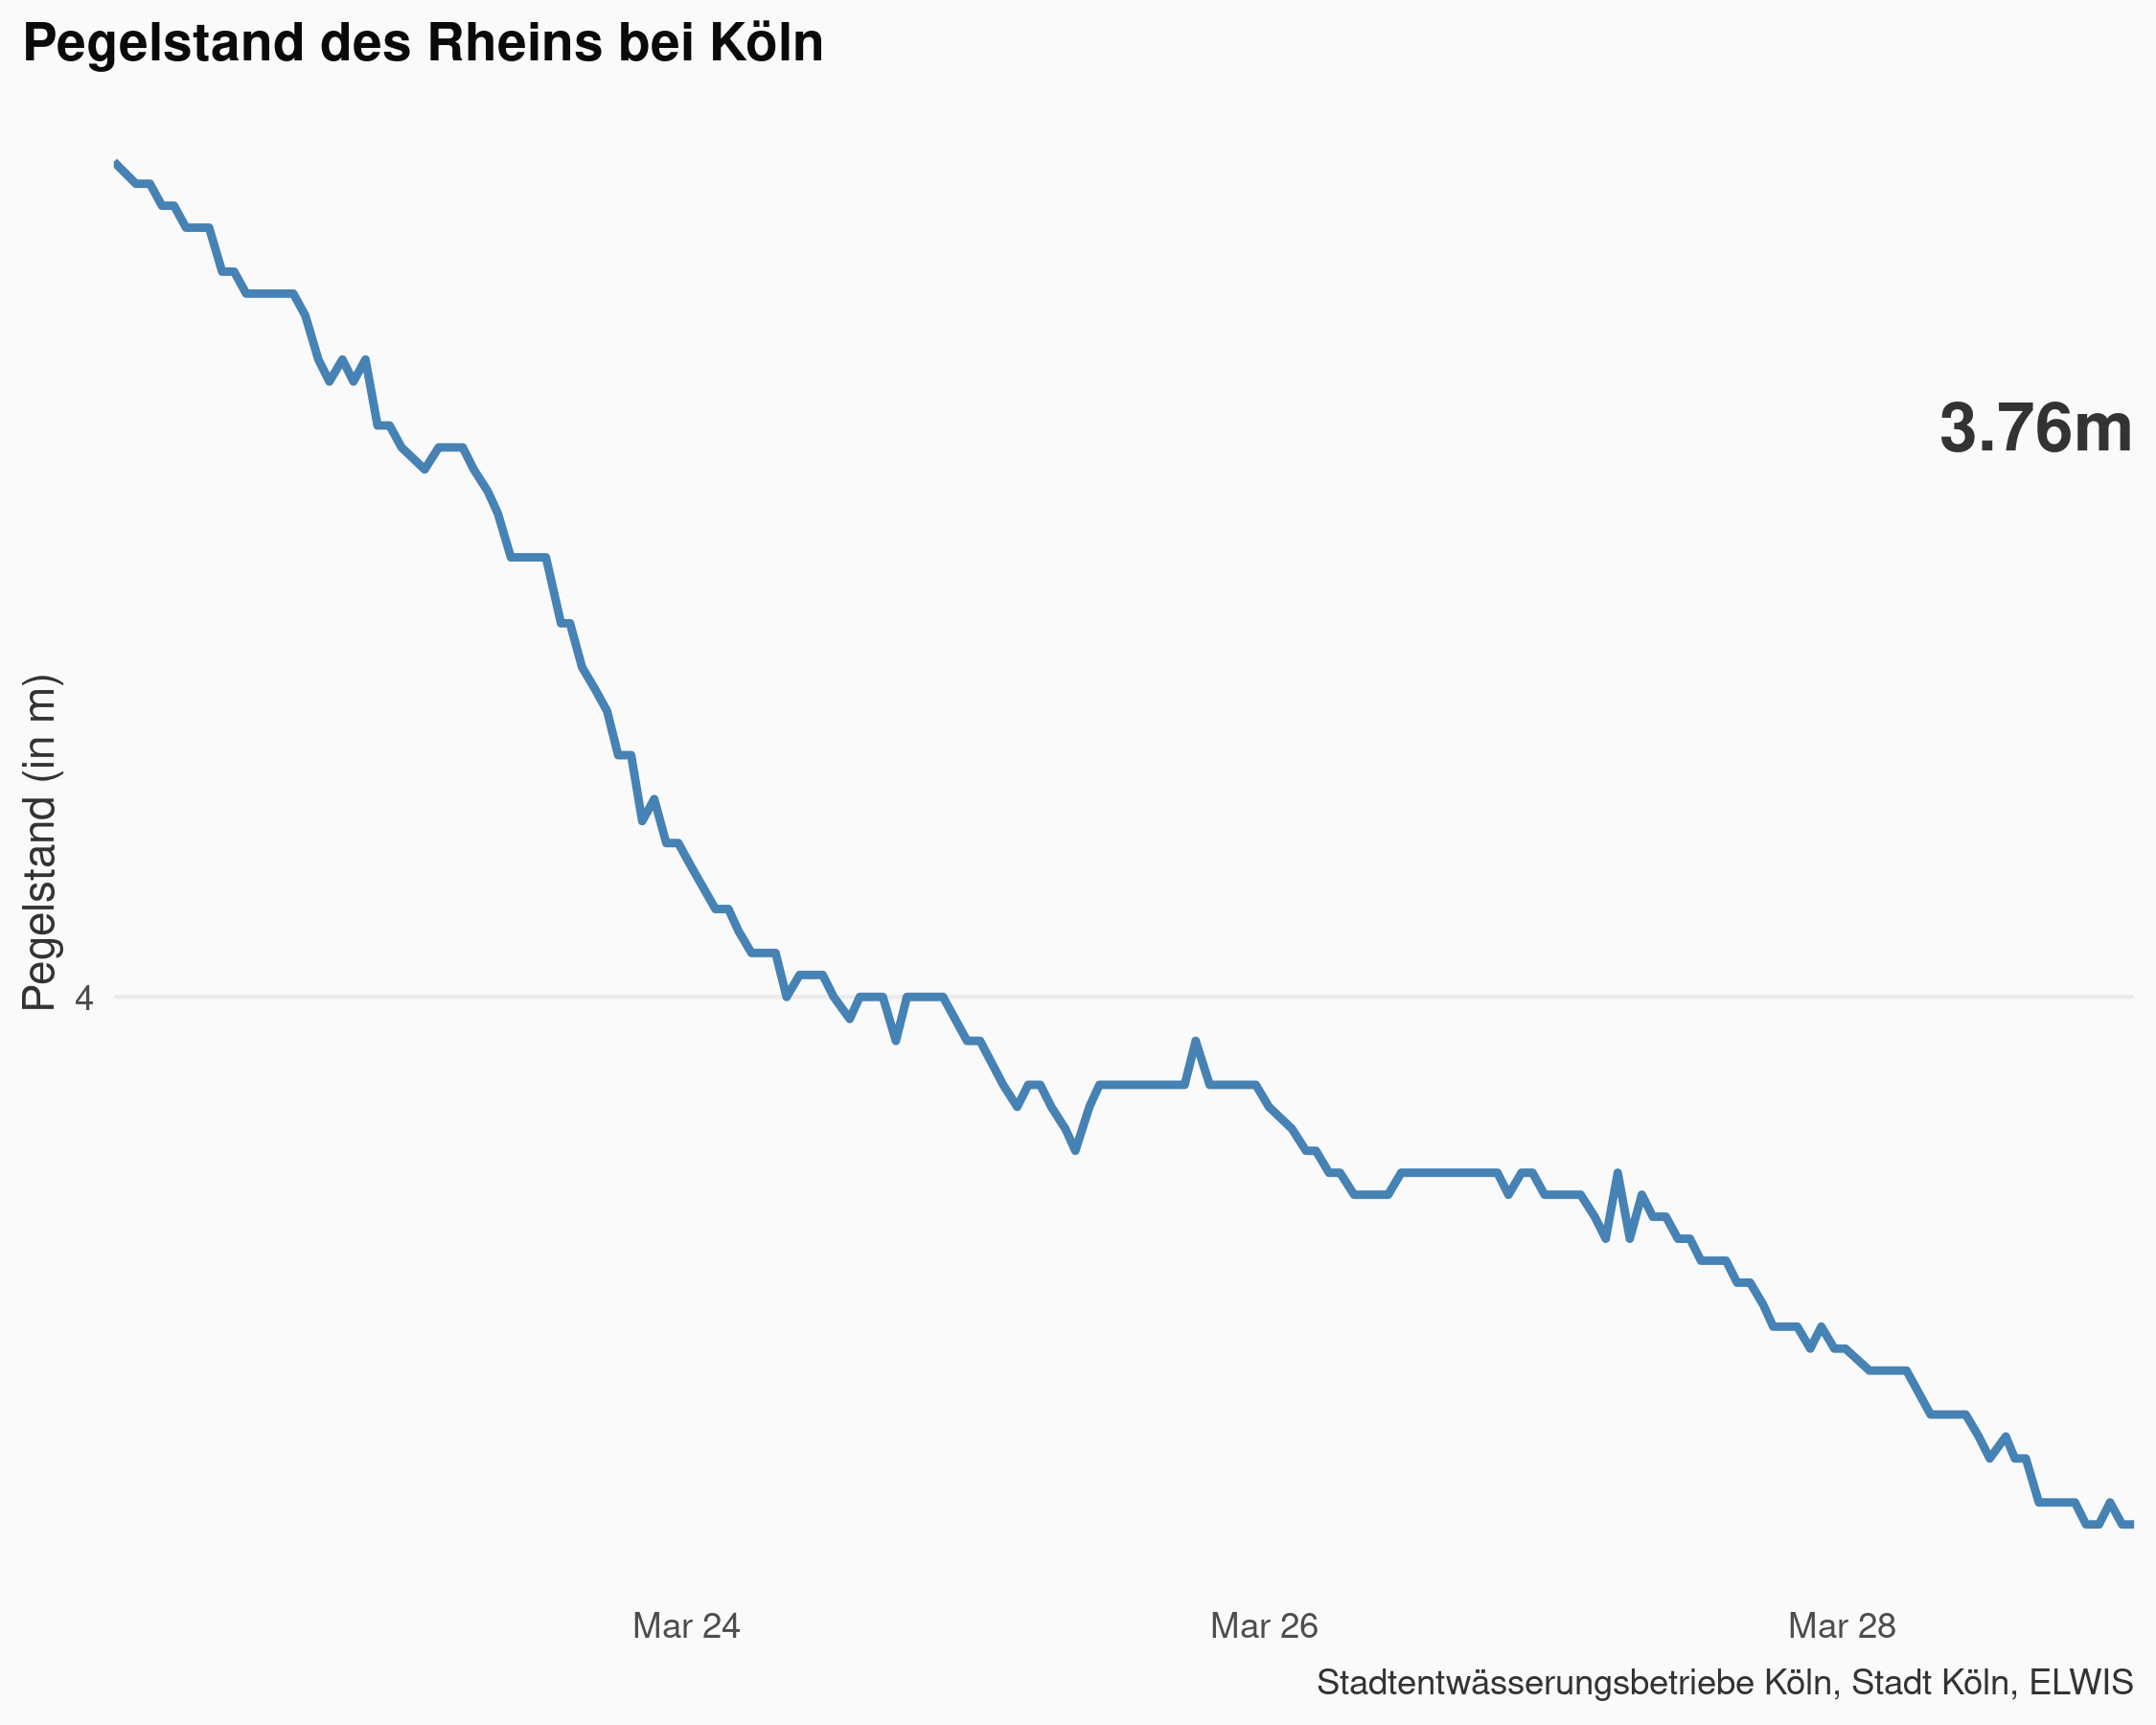 Pegelstand des Rheins bei Köln
3.76m
Pegelstand (in m)
4
Mar 24
Mar 26
Mar 28
Stadtentwässerungsbetriebe Köln, Stadt Köln, ELWIS